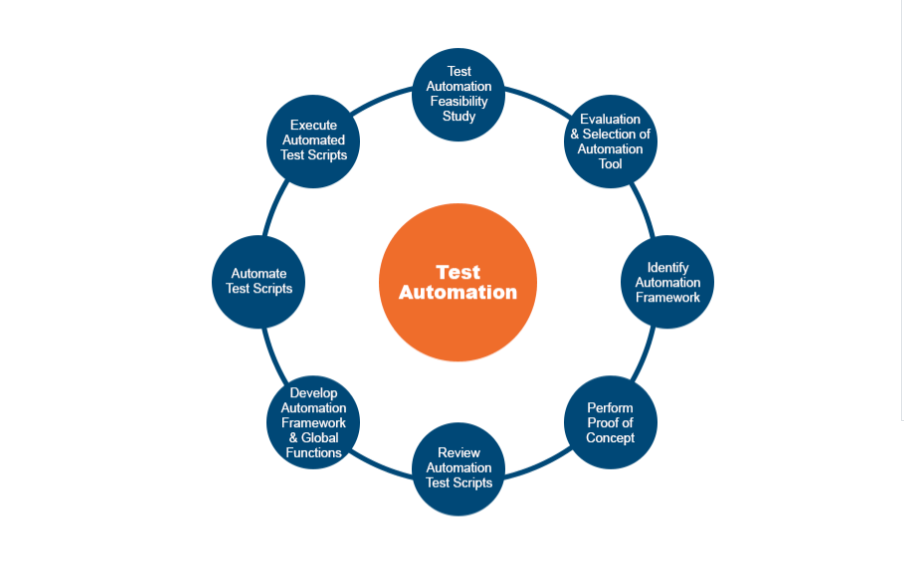 Test
Automation
Feasibility
Study
Evaluation
& Selection of
Automation
Tool
Identify
Automation
Framework
Perform
Proof of
Concept
Review
Automation
Test Scripts
Develop
Automation
Framework
& Global
Functions
Automate
Test Scripts
Execute
Automated
Test Scripts
Test
Automation